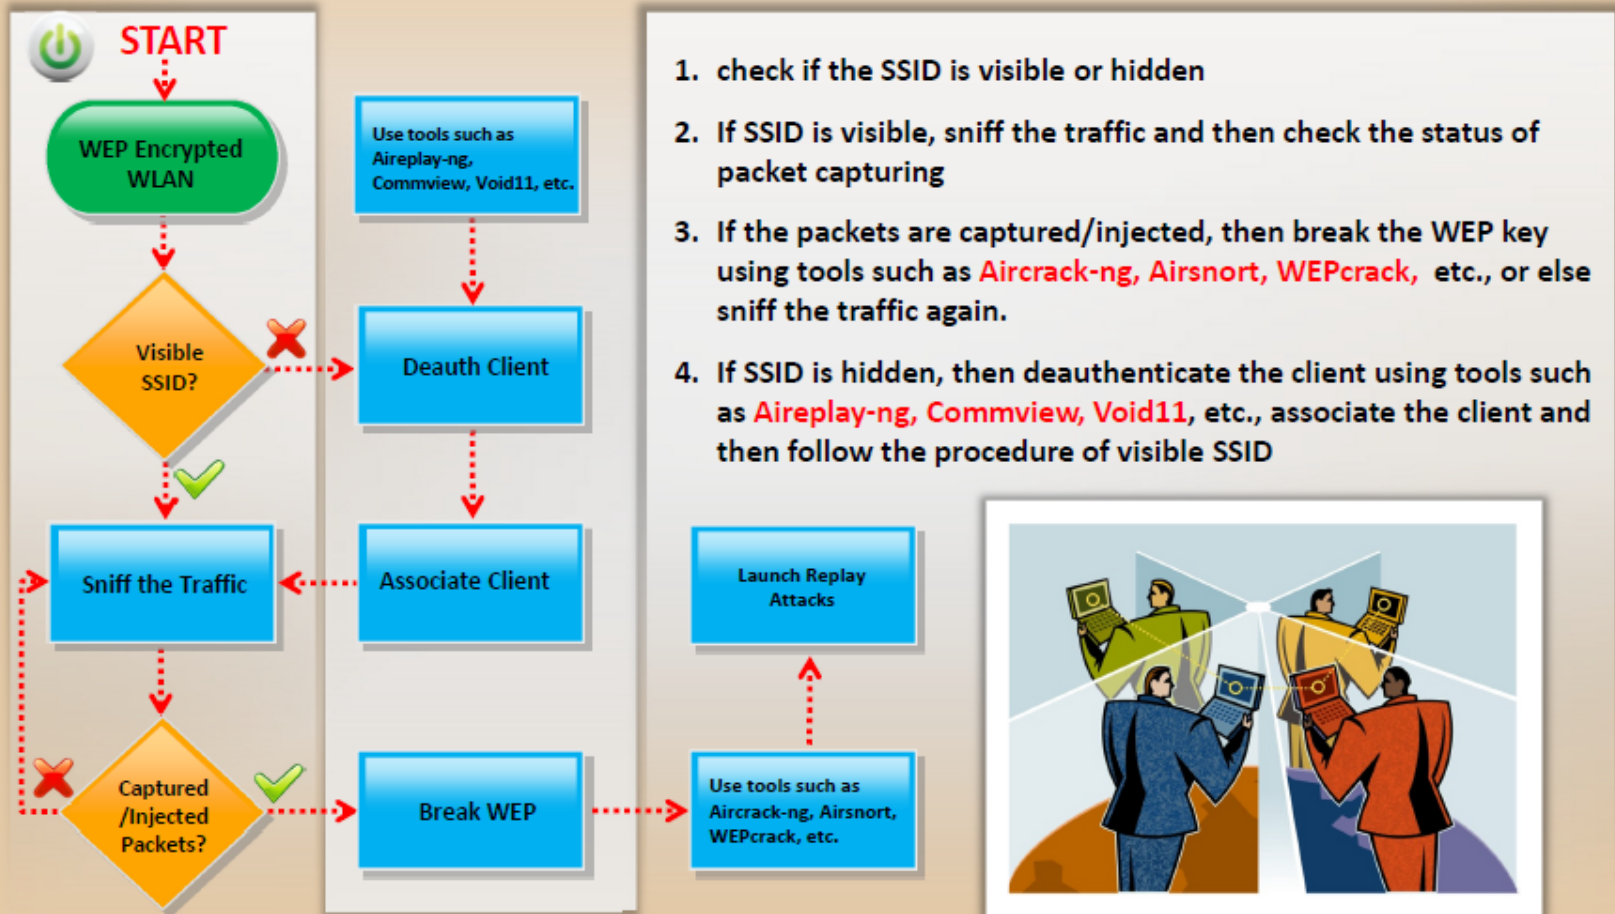 START
WEP Encrypted
WLAN
Visible
SSID?
Sniff the Traffic
Captured
/Injected
Packets?
Use tools such as
Aireplay-ng,
Commview, Void11, etc.
Deauth Client
Associate Client
Break WEP
Use tools such as
Aircrack-ng, Airsnort,
WEPcrack, etc.
Launch Replay
Attacks
1. check if the SSID is visible or hidden
2. If SSID is visible, sniff the traffic and then check the status of
packet capturing
3. If the packets are captured/injected, then break the WEP key
using tools such as Aircrack-ng, Airsnort, WEPcrack, etc., or else
sniff the traffic again.
4. If SSID is hidden, then deauthenticate the client using tools such
as Aireplay-ng, Commview, Void11, etc., associate the client and
then follow the procedure of visible SSID